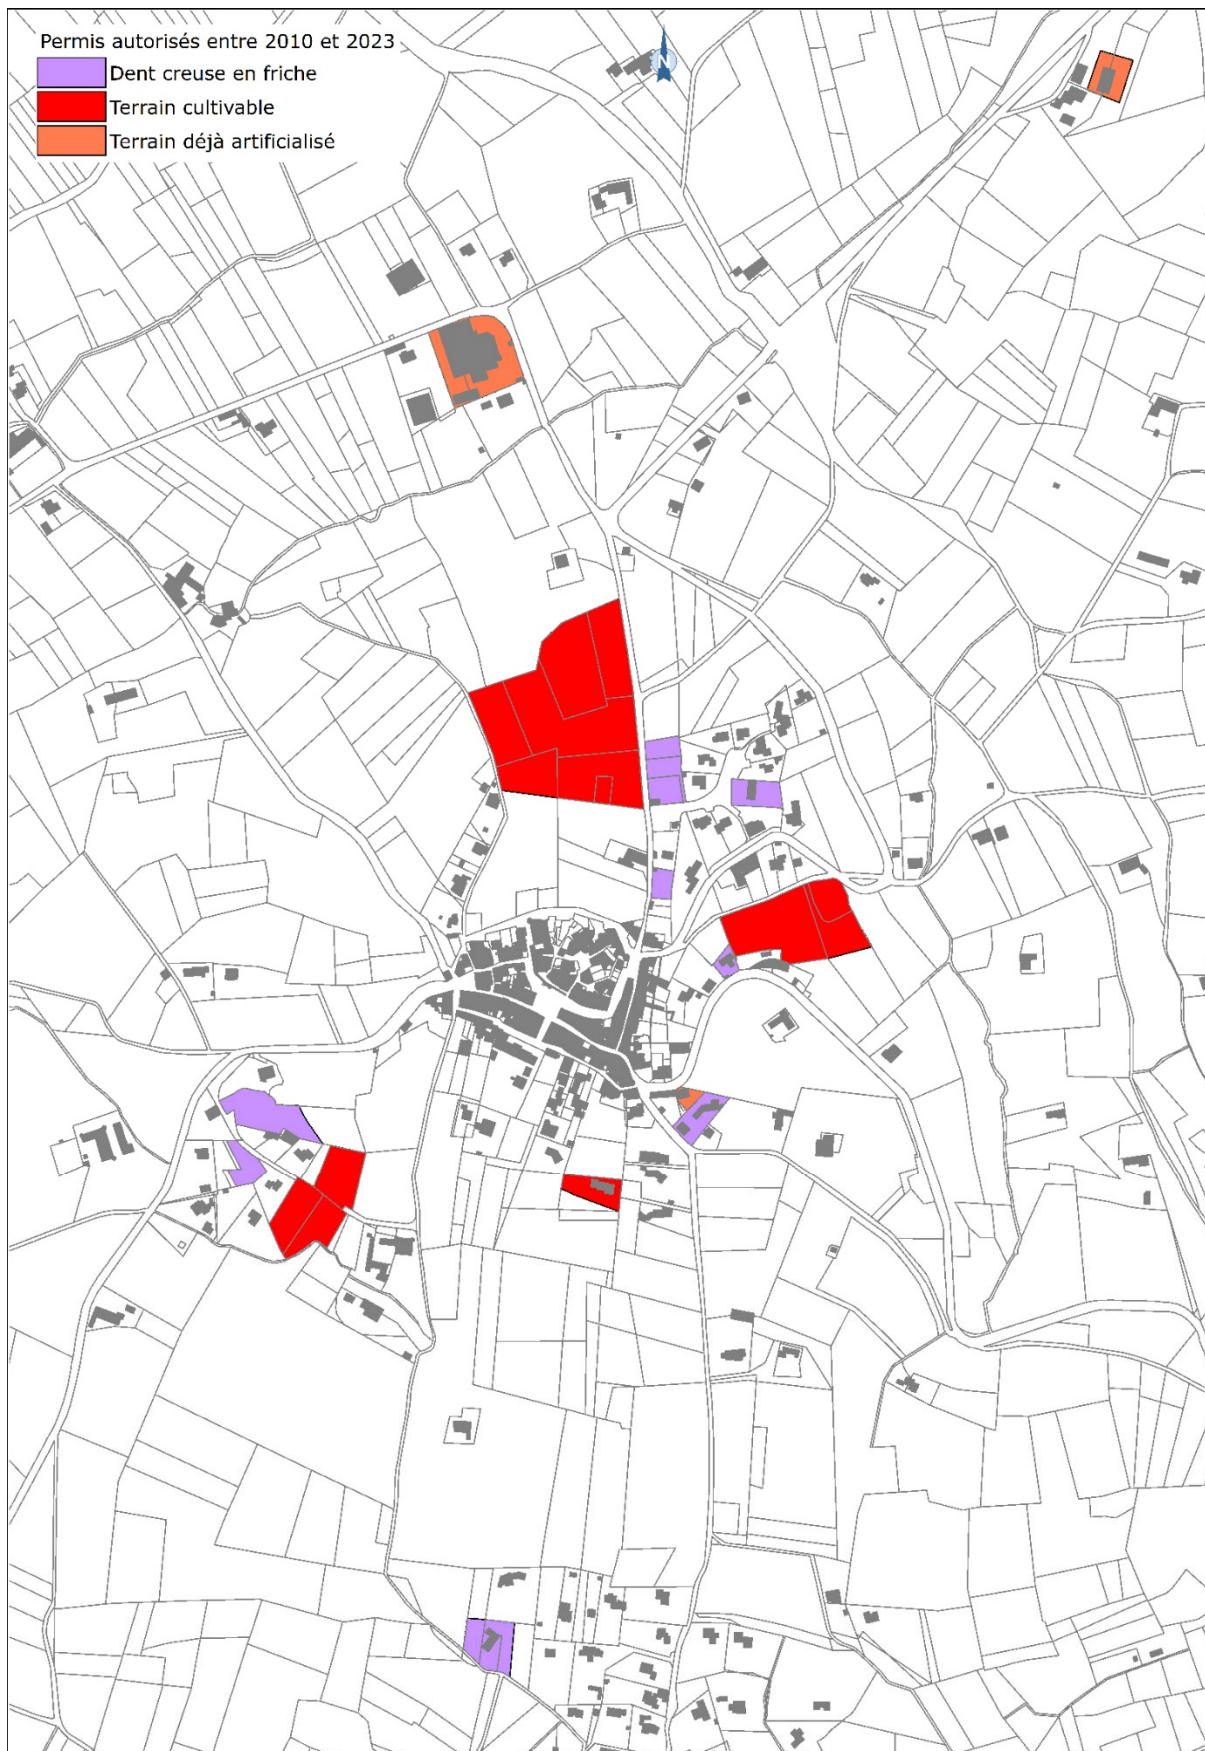 Permis autorisés entre 2010 et 2023
Dent creuse en friche
Terrain cultivable
Terrain déjà artificialisé
N